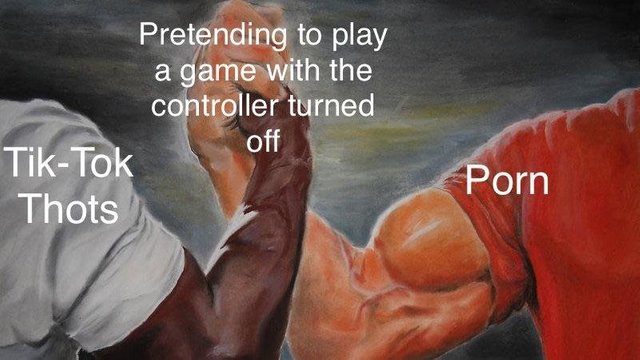 Pretending to play
a game with the
controller turned
off
Tik-Tok
Thots
Porn